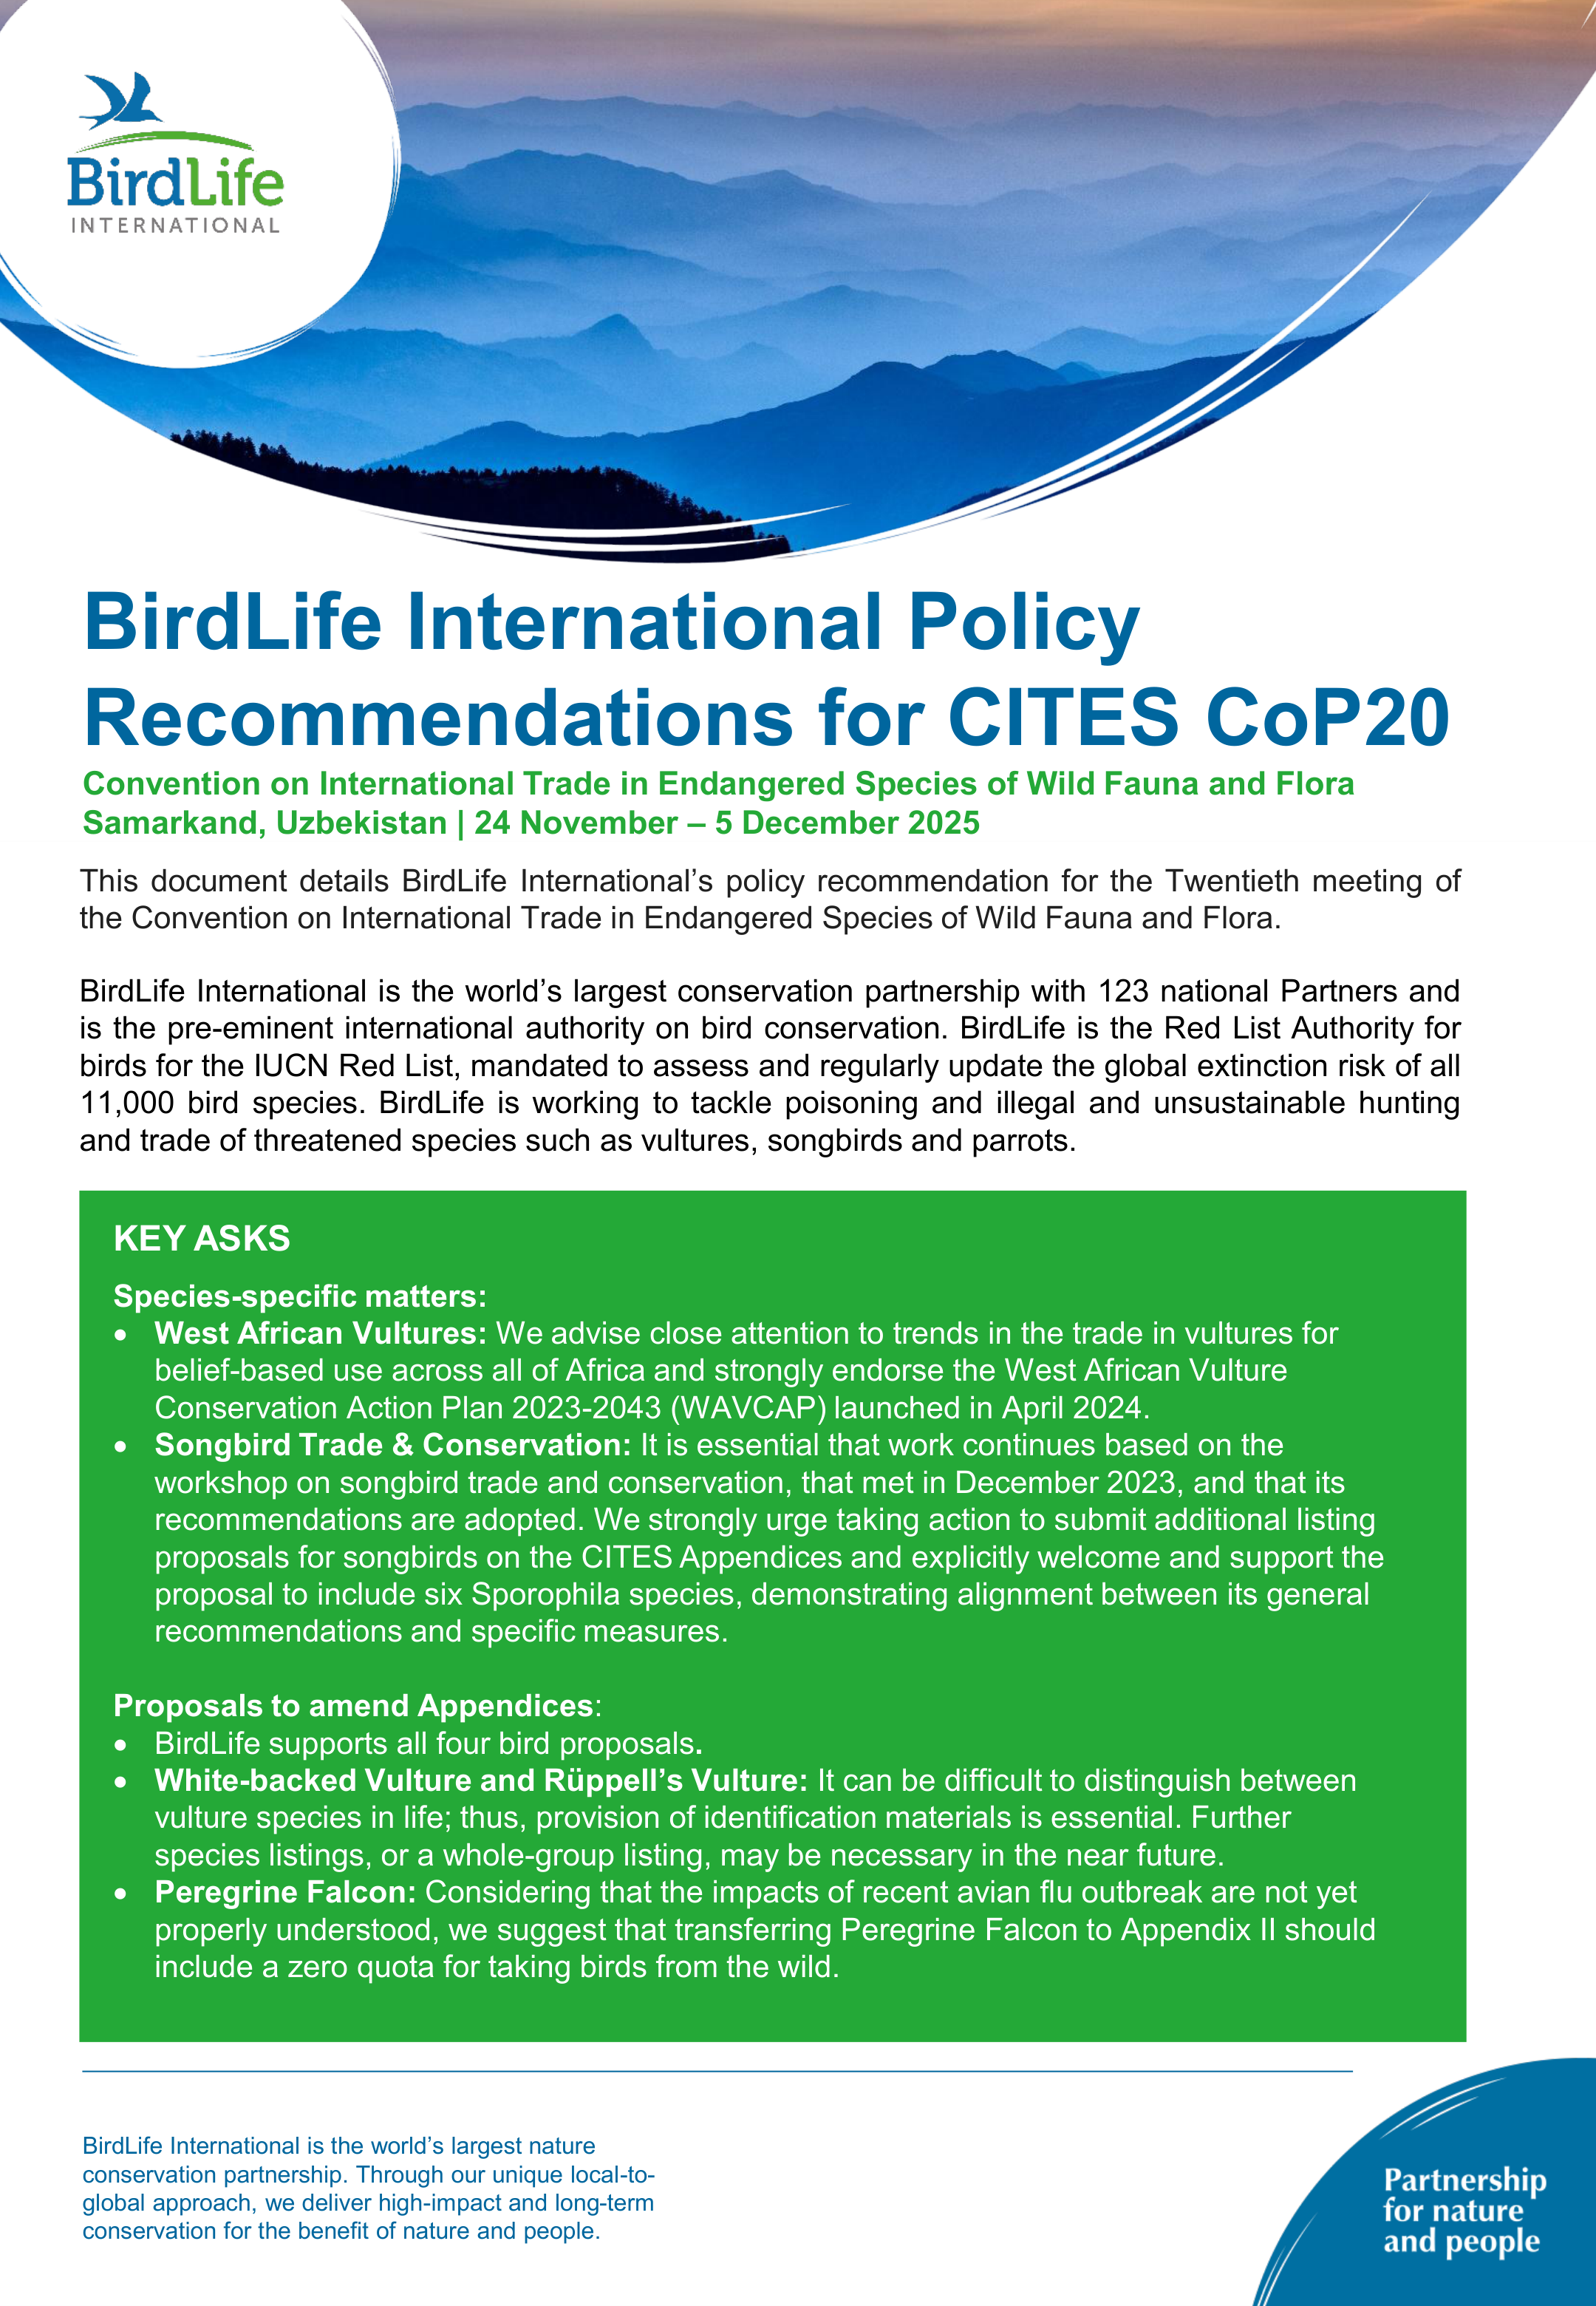 BirdLife
INTERNATIONAL
BirdLife International Policy
Recommendations for CITES CoP20
Convention on International Trade in Endangered Species of Wild Fauna and Flora
Samarkand, Uzbekistan | 24 November – 5 December 2025
This document details BirdLife International’s policy recommendation for the Twentieth meeting of
the Convention on International Trade in Endangered Species of Wild Fauna and Flora.
BirdLife International is the world’s largest conservation partnership with 123 national Partners and
is the pre-eminent international authority on bird conservation. BirdLife is the Red List Authority for
birds for the IUCN Red List, mandated to assess and regularly update the global extinction risk of all
11,000 bird species. BirdLife is working to tackle poisoning and illegal and unsustainable hunting
and trade of threatened species such as vultures, songbirds and parrots.
KEY ASKS
Species-specific matters:
• West African Vultures: We advise close attention to trends in the trade in vultures for
belief-based use across all of Africa and strongly endorse the West African Vulture
Conservation Action Plan 2023-2043 (WAVCAP) launched in April 2024.
• Songbird Trade & Conservation: It is essential that work continues based on the
workshop on songbird trade and conservation, that met in December 2023, and that its
recommendations are adopted. We strongly urge taking action to submit additional listing
proposals for songbirds on the CITES Appendices and explicitly welcome and support the
proposal to include six Sporophila species, demonstrating alignment between its general
recommendations and specific measures.
Proposals to amend Appendices:
• BirdLife supports all four bird proposals.
• White-backed Vulture and Rüppell’s Vulture: It can be difficult to distinguish between
vulture species in life; thus, provision of identification materials is essential. Further
species listings, or a whole-group listing, may be necessary in the near future.
• Peregrine Falcon: Considering that the impacts of recent avian flu outbreak are not yet
properly understood, we suggest that transferring Peregrine Falcon to Appendix II should
include a zero quota for taking birds from the wild.
BirdLife International is the world’s largest nature
conservation partnership. Through our unique local-to-
global approach, we deliver high-impact and long-term
conservation for the benefit of nature and people.
Partnership
for nature
and people